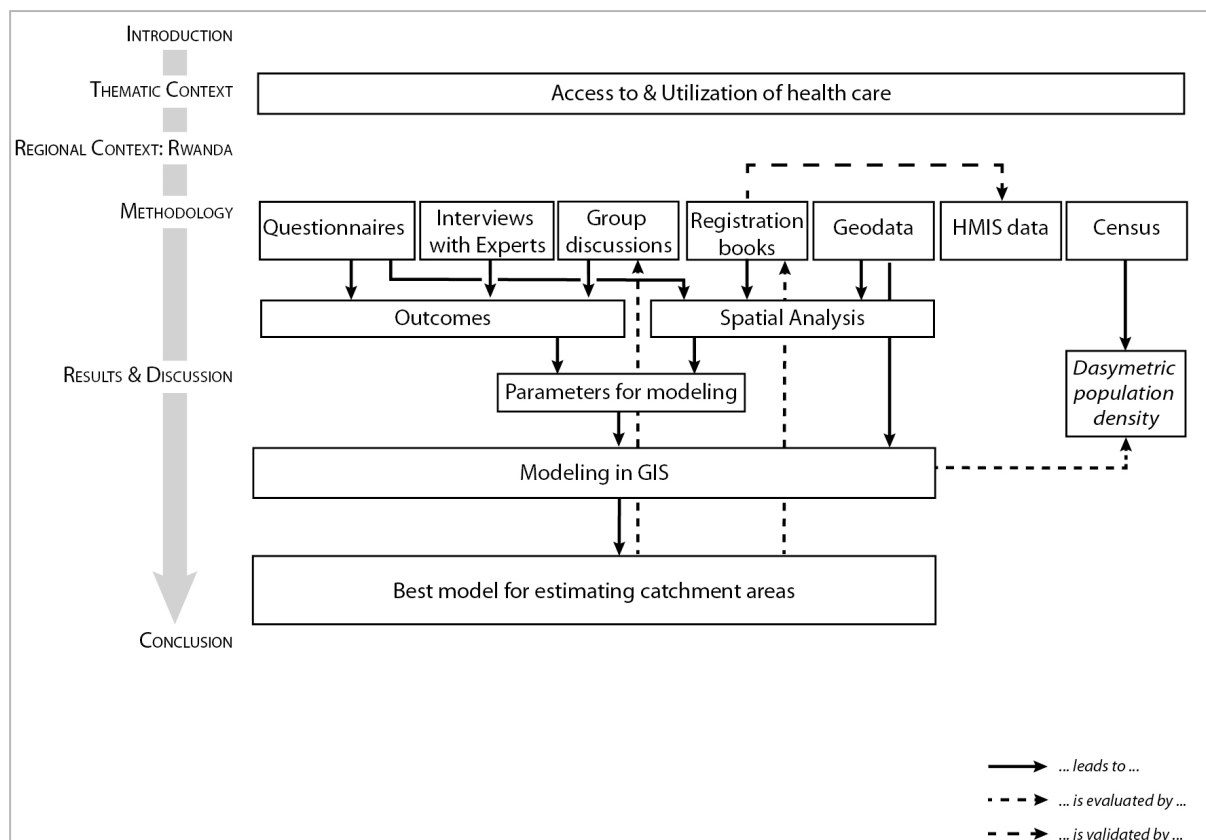 Introduction
Thematic Context
Access to & Utilization of health care
Regional Context: Rwanda
Methodology
Questionnaires
Interviews
with Experts
Group
discussions
Registration
books
Geodata
HMIS data
Census
Outcomes
Spatial Analysis
Results & Discussion
Parameters for modeling
Dasymetric
population
density
Modeling in GIS
Best model for estimating catchment areas
Conclusion
... leads to ...
... is evaluated by ...
... is validated by ...